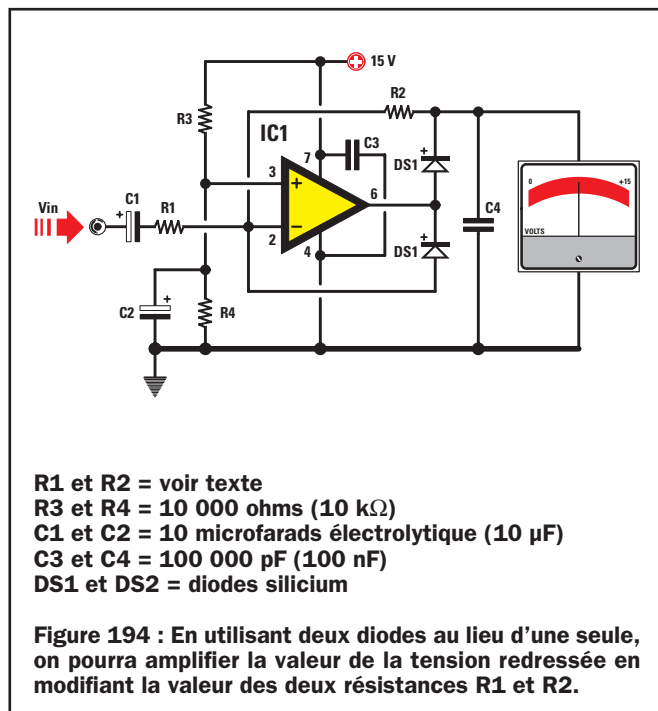 15 V
R2
R3
IC1
C3
7
DS1
3
+
6
C1
Vin
R1
C4
0
+15
VOLTS
2
4
DS1
C2
R4
R1 et R2 = voir texte
R3 et R4 = 10 000 ohms (10 kΩ)
C1 et C2 = 10 microfarads électrolytique (10 µF)
C3 et C4 = 100 000 pF (100 nF)
DS1 et DS2 = diodes silicium
Figure 194 : En utilisant deux diodes au lieu d’une seule,
on pourra amplifier la valeur de la tension redressée en
modifiant la valeur des deux résistances R1 et R2.